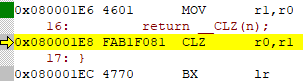 0x080001E6 4601 MOV r1,r0
16: return __CLZ(n);
0x080001E8 FAB1F081 CLZ r0,r1
17: }
0x080001EC 4770 BX lr